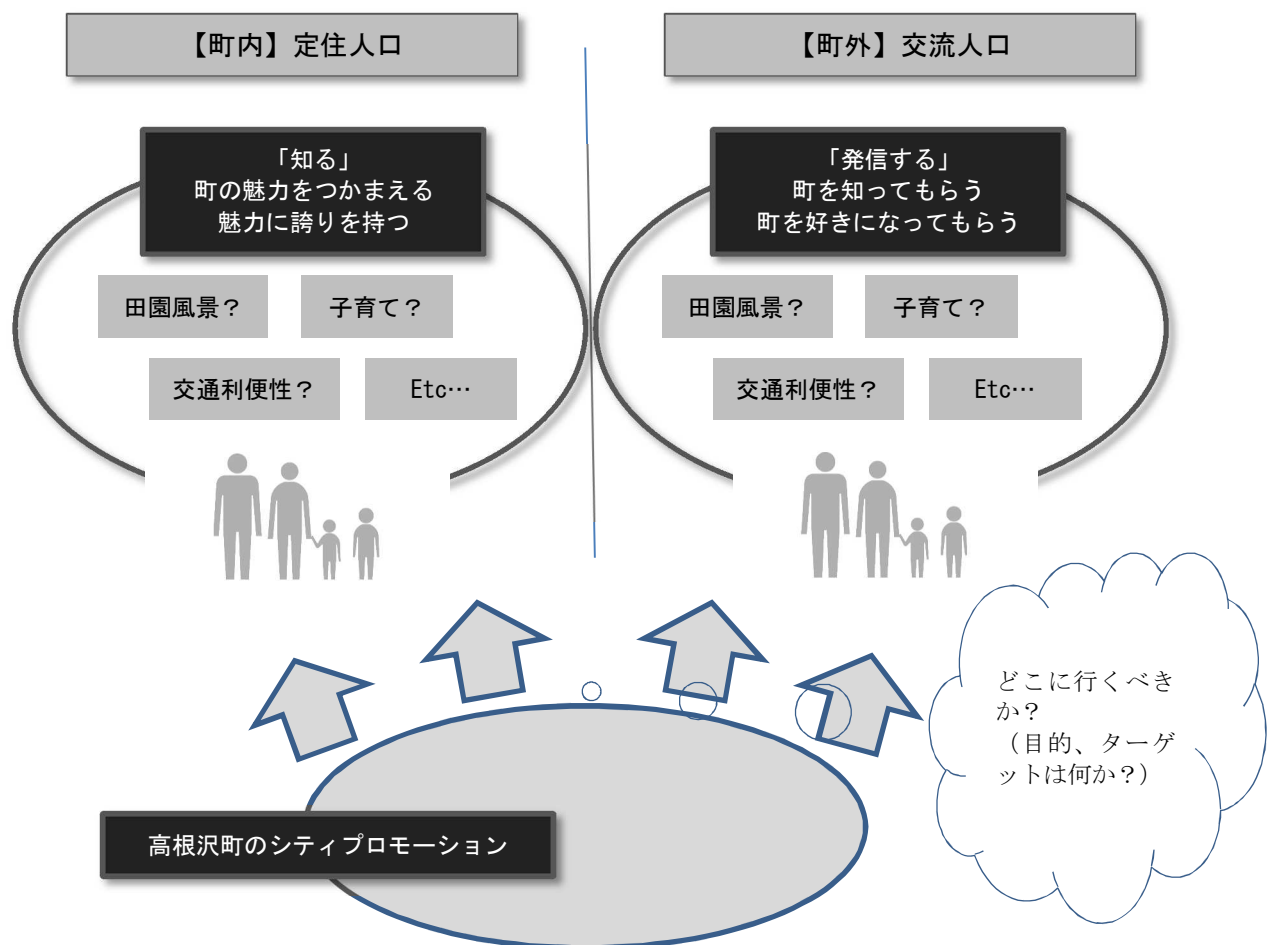 【町内】定住人口
【町外】交流人口
「知る」
町の魅力をつかまえる
魅力に誇りを持つ
「発信する」
町を知ってもらう
町を好きになってもらう
田園風景？
子育て？
交通利便性？
Etc…
田園風景？
子育て？
交通利便性？
Etc…
どこに行くべき
か？
（目的、ターゲ
ットは何か？）
高根沢町のシティプロモーション